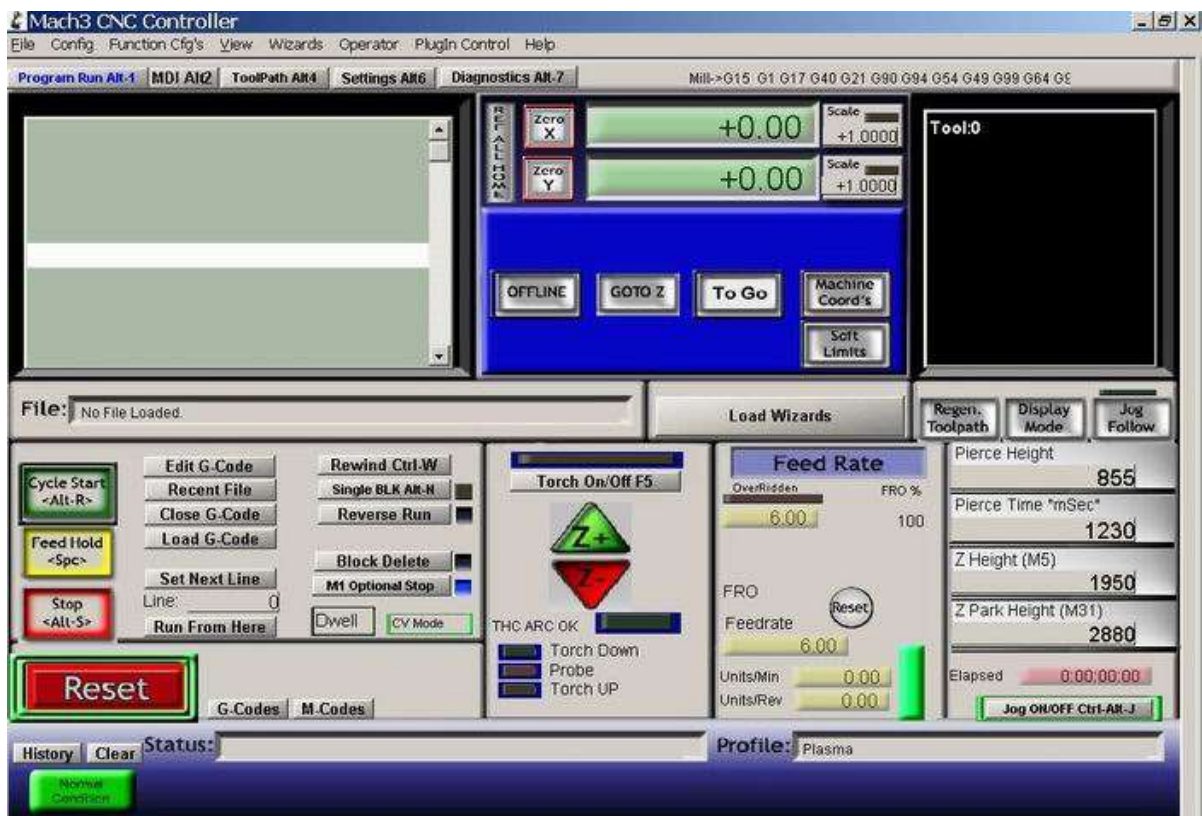 Mach3 CNC Controller
File Config Function Cfg's View Wizards Operator PlugIn Control Help
Program Run Alt-1 MDI Alt2 ToolPath Alt4 Settings Alt6 Diagnostics Alt-7 Mill->G15 G1 G17 G40 G21 G90 G94 G54 G49 G99 G64
REF ALL HOME
Zero X +0.00 Scale +1.0000
Zero Y +0.00 Scale +1.0000
Tool:0
OFFLINE GOTO Z To Go Machine Coord's
Soft Limits
File: No File Loaded. Load Wizards
Regen. Toolpath Display Mode Jog Follow
Cycle Start <Alt-R>
Feed Hold <Spc>
Stop <Alt-S>
Edit G-Code
Recent File
Close G-Code
Load G-Code
Set Next Line
Line: 0
Run From Here
Rewind Ctrl-W
Single BLK Alt-N
Reverse Run
Block Delete
M1 Optional Stop
Dwell CV Mode
Reset
G-Codes M-Codes
Torch On/Off F5
Z+
Z-
THC ARC OK
Torch Down
Probe
Torch UP
Feed Rate
OverRidden FRO %
6.00 100
FRO Reset
Feedrate
6.00
Units/Min 0.00
Units/Rev 0.00
Pierce Height
855
Pierce Time "mSec"
1230
Z Height (M5)
1950
Z Park Height (M31)
2880
Elapsed 0:00:00:00
Jog ON/OFF Ctrl-Alt-J
History Clear Status: Profile: Plasma
Normal Condition